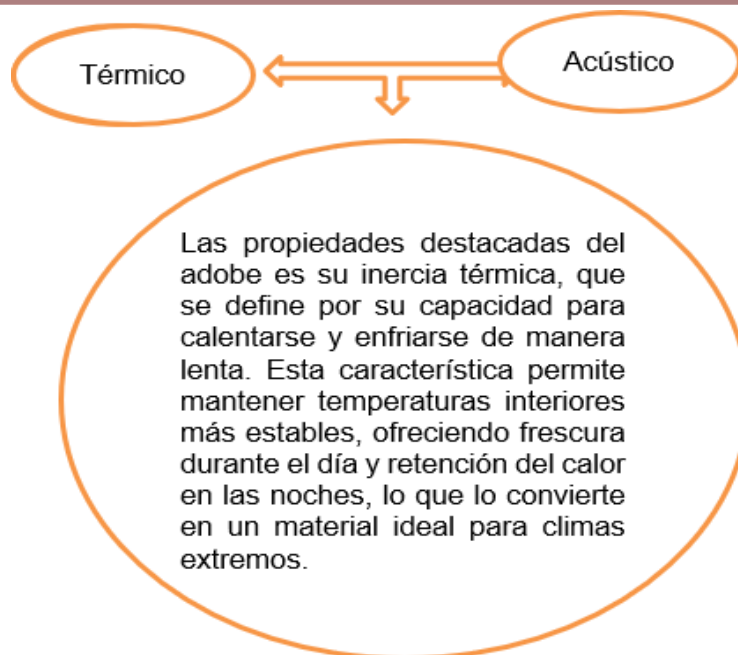 Térmico
Acústico
Las propiedades destacadas del
adobe es su inercia térmica, que
se define por su capacidad para
calentarse y enfriarse de manera
lenta. Esta característica permite
mantener temperaturas interiores
más estables, ofreciendo frescura
durante el día y retención del calor
en las noches, lo que lo convierte
en un material ideal para climas
extremos.